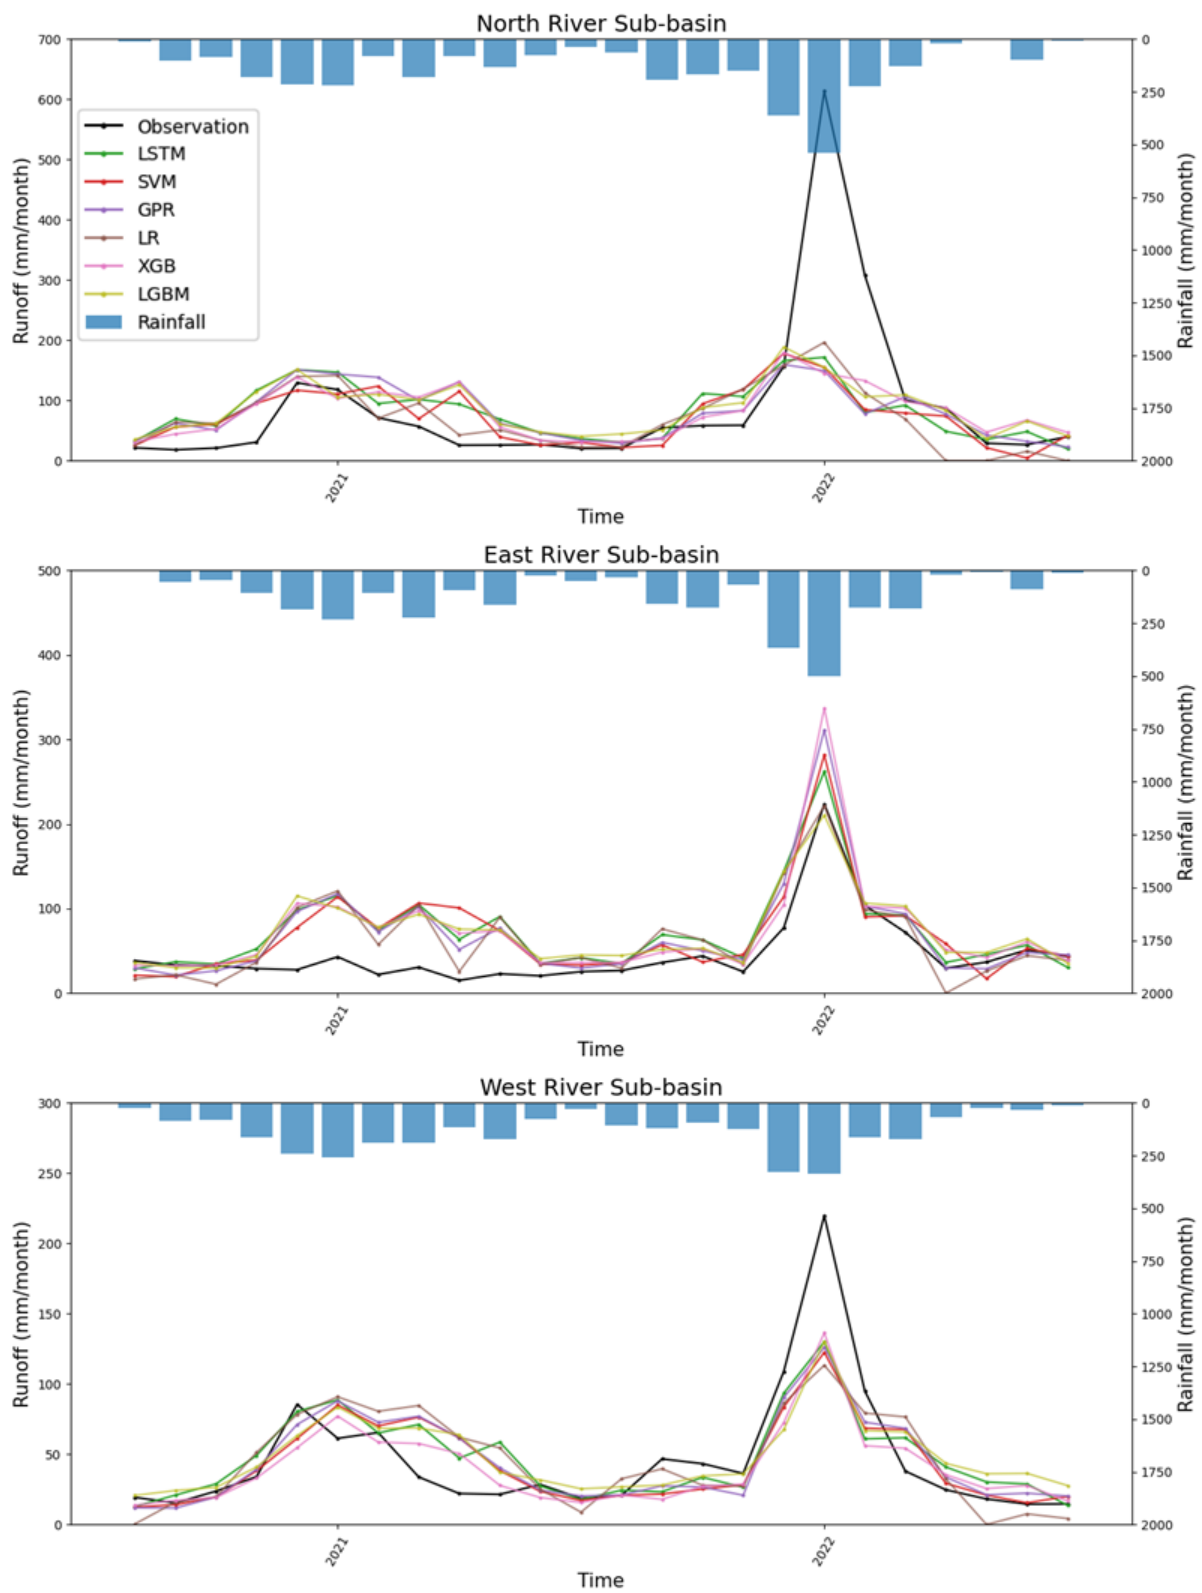 North River Sub-basin
700
600
500
400
300
200
100
0
Runoff (mm/month)
Observation
LSTM
SVM
GPR
LR
XGB
LGBM
Rainfall
0
250
500
750
1000
1250
1500
1750
2000
Rainfall (mm/month)
2021
2022
Time
East River Sub-basin
500
400
300
200
100
0
Runoff (mm/month)
0
250
500
750
1000
1250
1500
1750
2000
Rainfall (mm/month)
2021
2022
Time
West River Sub-basin
300
250
200
150
100
50
0
Runoff (mm/month)
0
250
500
750
1000
1250
1500
1750
2000
Rainfall (mm/month)
2021
2022
Time